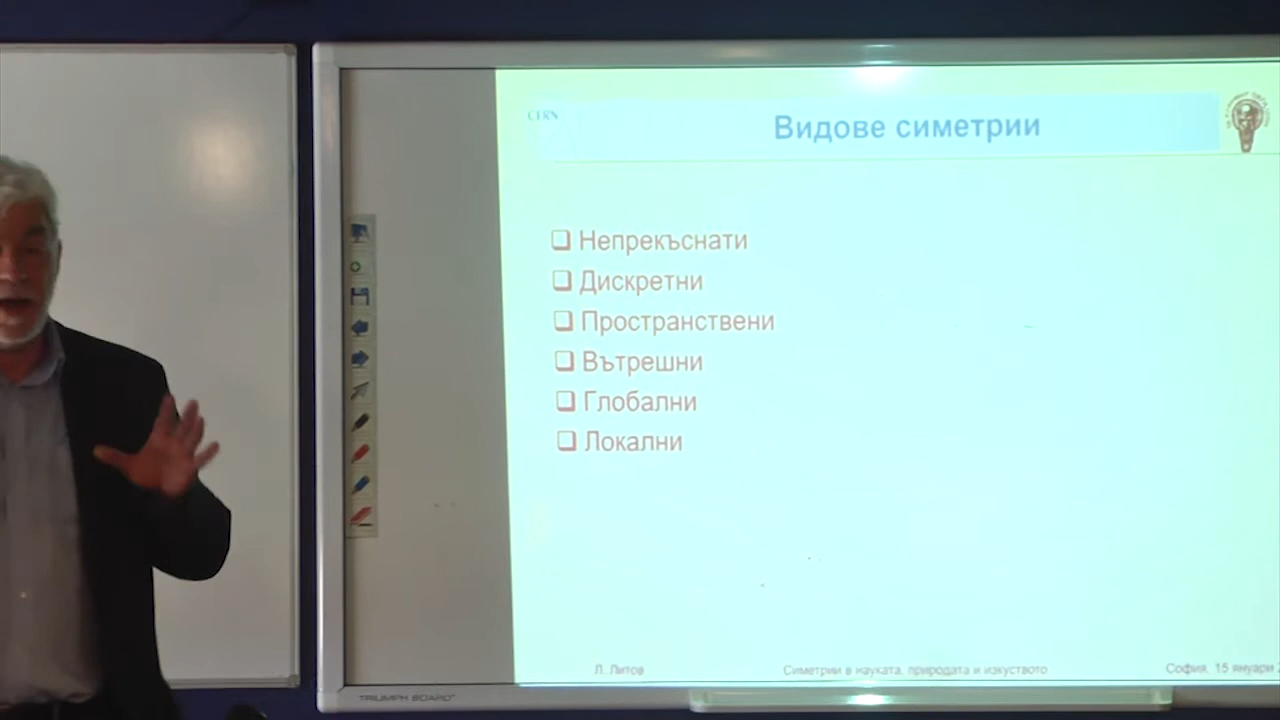 CERN
Видове симетрии
Непрекъснати
Дискретни
Пространствени
Вътрешни
Глобални
Локални
Л. Литов
Симетрии в науката, природата и изкуството
София, 15 януари
TRIUMPH BOARD